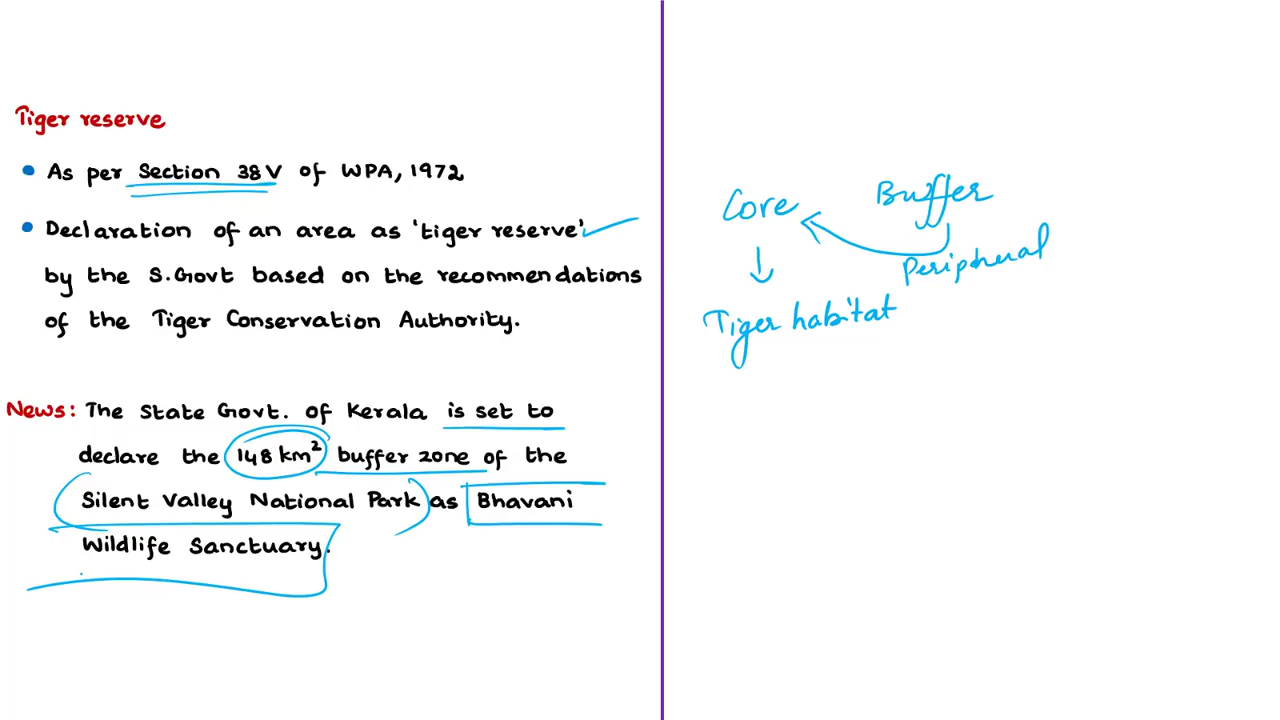 Tiger reserve
As per Section 38V of WPA, 1972
Declaration of an area as 'tiger reserve'
by the S.Govt based on the recommendations
of the Tiger Conservation Authority.
News: The State Govt. of Kerala is set to
declare the 148 km² buffer zone of the
Silent Valley National Park as Bhavani
Wildlife Sanctuary.
Core Buffer
Peripheral
Tiger habitat